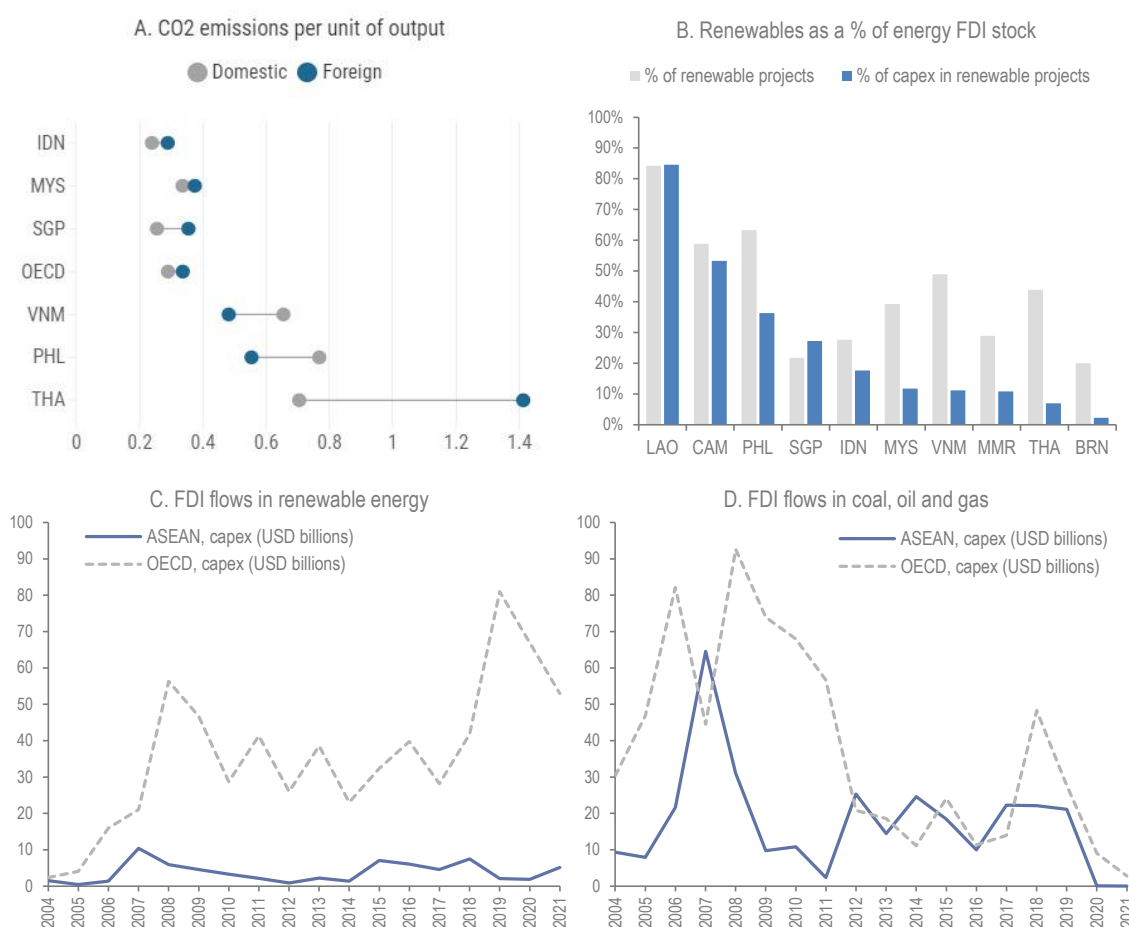 A. CO2 emissions per unit of output
Domestic Foreign
IDN
MYS
SGP
OECD
VNM
PHL
THA
0 0.2 0.4 0.6 0.8 1 1.2 1.4
B. Renewables as a % of energy FDI stock
% of renewable projects % of capex in renewable projects
100%
90%
80%
70%
60%
50%
40%
30%
20%
10%
0%
LAO CAM PHL SGP IDN MYS VNM MMR THA BRN
C. FDI flows in renewable energy
ASEAN, capex (USD billions)
OECD, capex (USD billions)
100
90
80
70
60
50
40
30
20
10
0
2004 2005 2006 2007 2008 2009 2010 2011 2012 2013 2014 2015 2016 2017 2018 2019 2020 2021
D. FDI flows in coal, oil and gas
ASEAN, capex (USD billions)
OECD, capex (USD billions)
100
90
80
70
60
50
40
30
20
10
0
2004 2005 2006 2007 2008 2009 2010 2011 2012 2013 2014 2015 2016 2017 2018 2019 2020 2021